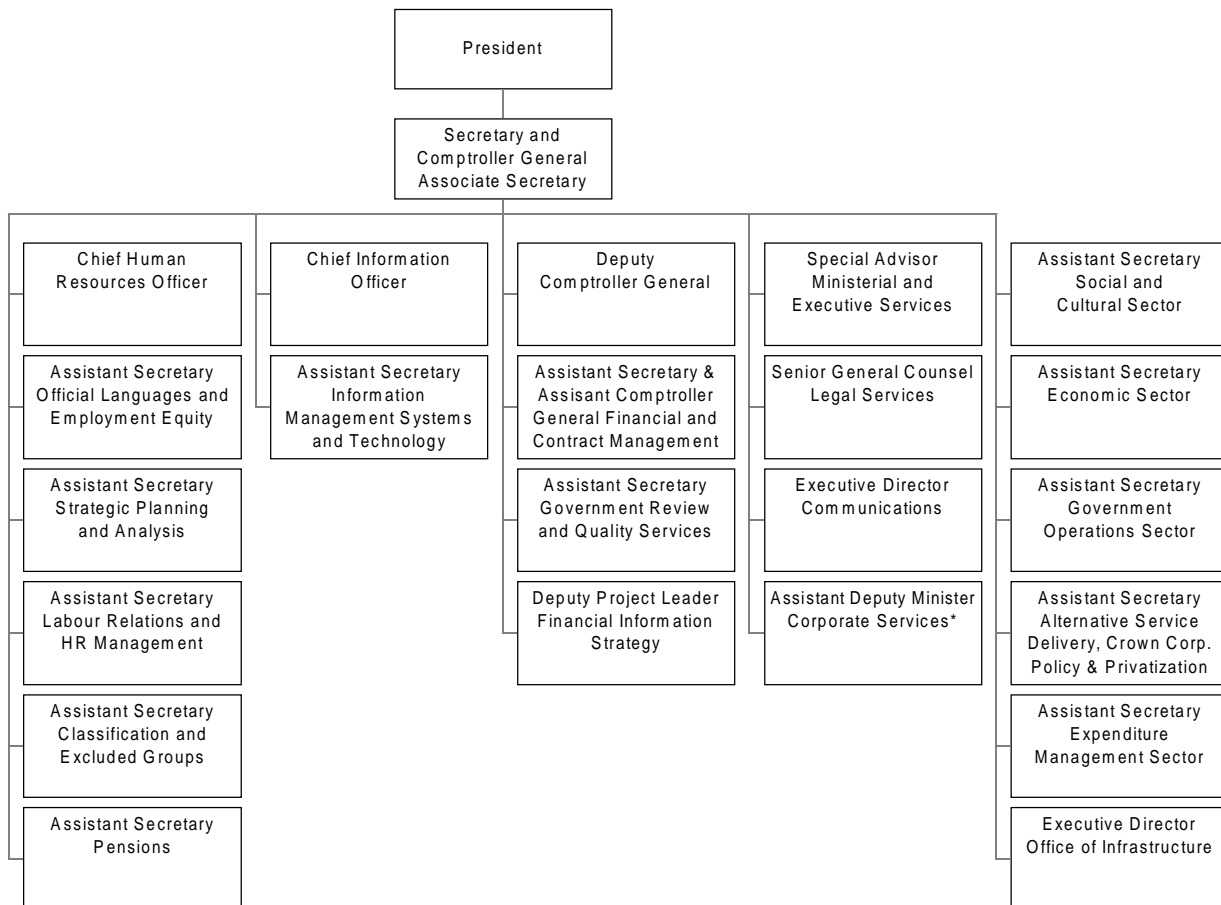 President
Secretary and
Comptroller General
Associate Secretary
Chief Human
Resources Officer
Assistant Secretary
Official Languages and
Employment Equity
Assistant Secretary
Strategic Planning
and Analysis
Assistant Secretary
Labour Relations and
HR Management
Assistant Secretary
Classification and
Excluded Groups
Assistant Secretary
Pensions
Chief Information
Officer
Assistant Secretary
Information
Management Systems
and Technology
Deputy
Comptroller General
Assistant Secretary &
Assisant Comptroller
General Financial and
Contract Management
Assistant Secretary
Government Review
and Quality Services
Deputy Project Leader
Financial Information
Strategy
Special Advisor
Ministerial and
Executive Services
Senior General Counsel
Legal Services
Executive Director
Communications
Assistant Deputy Minister
Corporate Services*
Assistant Secretary
Social and
Cultural Sector
Assistant Secretary
Economic Sector
Assistant Secretary
Government
Operations Sector
Assistant Secretary
Alternative Service
Delivery, Crown Corp.
Policy & Privatization
Assistant Secretary
Expenditure
Management Sector
Executive Director
Office of Infrastructure